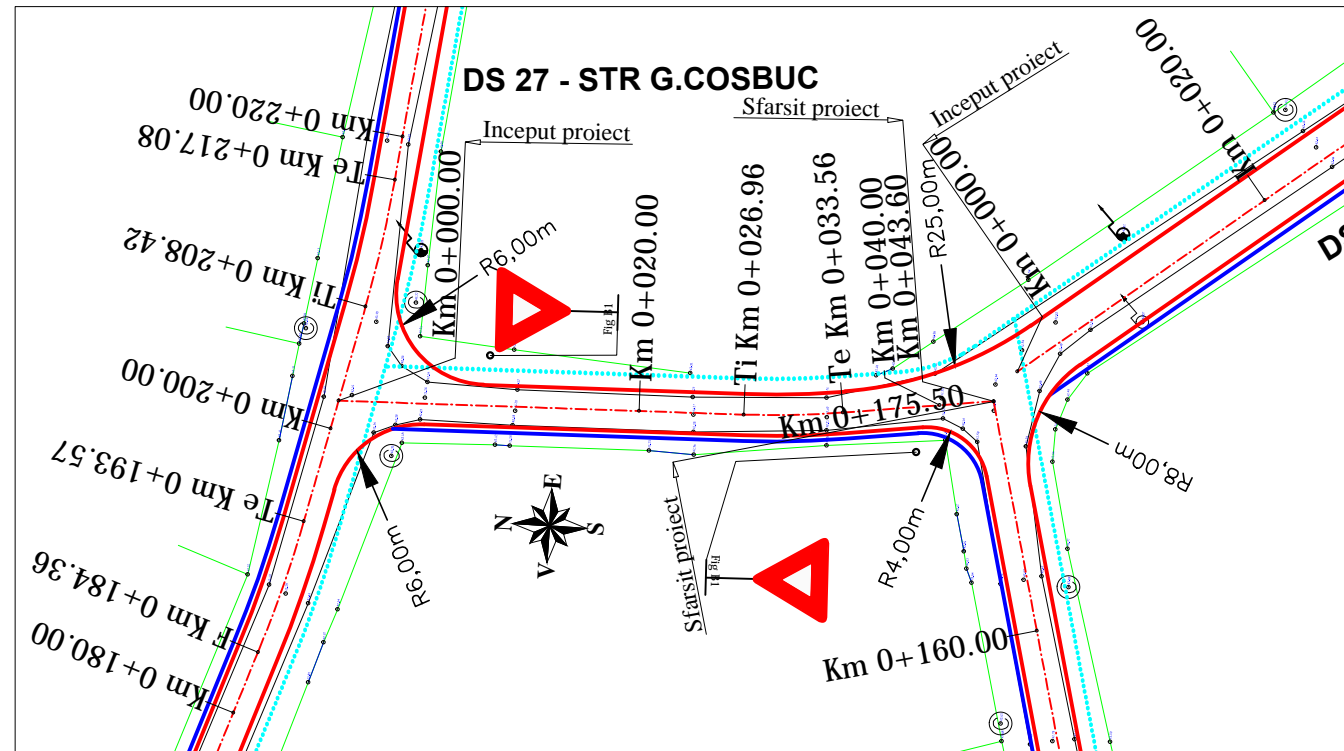 DS 27 - STR G.COSBUC
Inceput proiect
Sfarsit proiect
Inceput proiect
Km 0+020.00
Km 0+220.00
Te Km 0+217.08
Ti Km 0+208.42
Km 0+200.00
Te Km 0+193.57
F Km 0+184.36
Km 0+180.00
Km 0+000.00
R6,00m
Fig B1
Km 0+020.00
Ti Km 0+026.96
Te Km 0+033.56
Km 0+040.00
Km 0+043.60
R25,00m
Km 0+000.00
DS
Km 0+175.50
R8,00m
R6,00m
N
E
S
V
Sfarsit proiect
Fig B1
R4,00m
Km 0+160.00